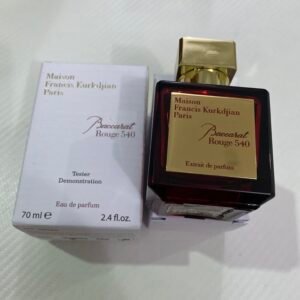 Maison
Francis Kurkdjian
Paris
Baccarat
Rouge 540
Tester
Demonstration
Eau de parfum
70 ml e
2.4 fl.oz.
Maison
Francis Kurkdjian
Paris
Baccarat
Rouge 540
Extrait de parfum